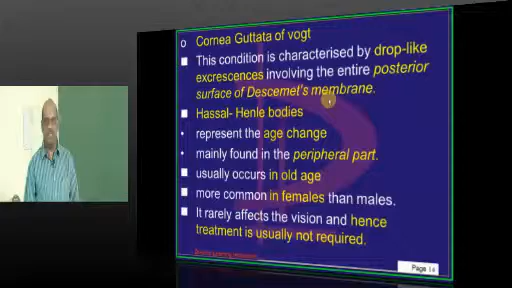 Cornea Guttata of vogt
This condition is characterised by drop-like
excrescences involving the entire posterior
surface of Descemet's membrane.
Hassal- Henle bodies
represent the age change
mainly found in the peripheral part.
usually occurs in old age
more common in females than males.
It rarely affects the vision and hence
treatment is usually not required.
Page 14